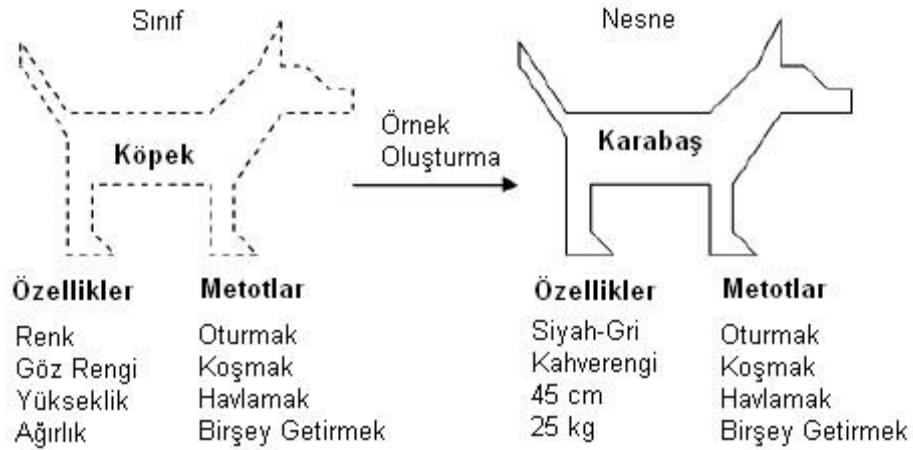 Sınıf
Köpek
Özellikler
Renk
Göz Rengi
Yükseklik
Ağırlık
Metotlar
Oturmak
Koşmak
Havlamak
Birşey Getirmek
Örnek
Oluşturma
Nesne
Karabaş
Özellikler
Siyah-Gri
Kahverengi
45 cm
25 kg
Metotlar
Oturmak
Koşmak
Havlamak
Birşey Getirmek